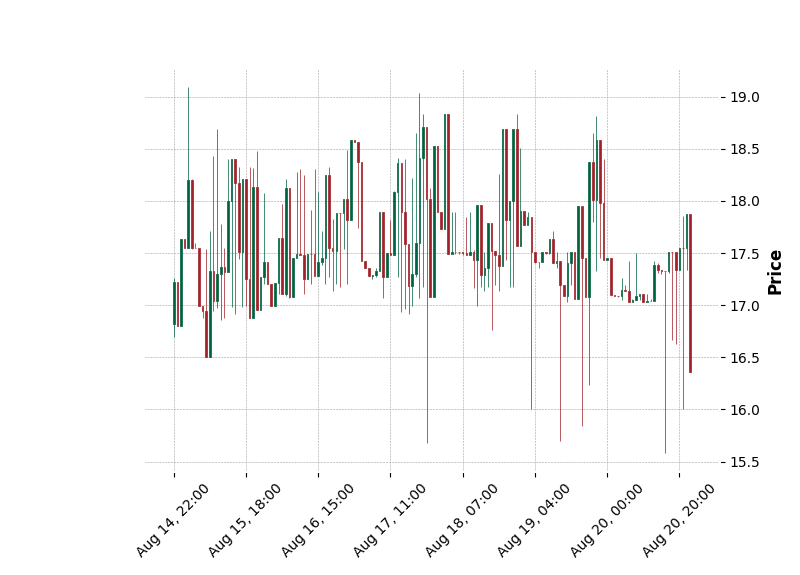 19.0
18.5
18.0
17.5
17.0
16.5
16.0
15.5
Price
Aug 14, 22:00
Aug 15, 18:00
Aug 16, 15:00
Aug 17, 11:00
Aug 18, 07:00
Aug 19, 04:00
Aug 20, 00:00
Aug 20, 20:00